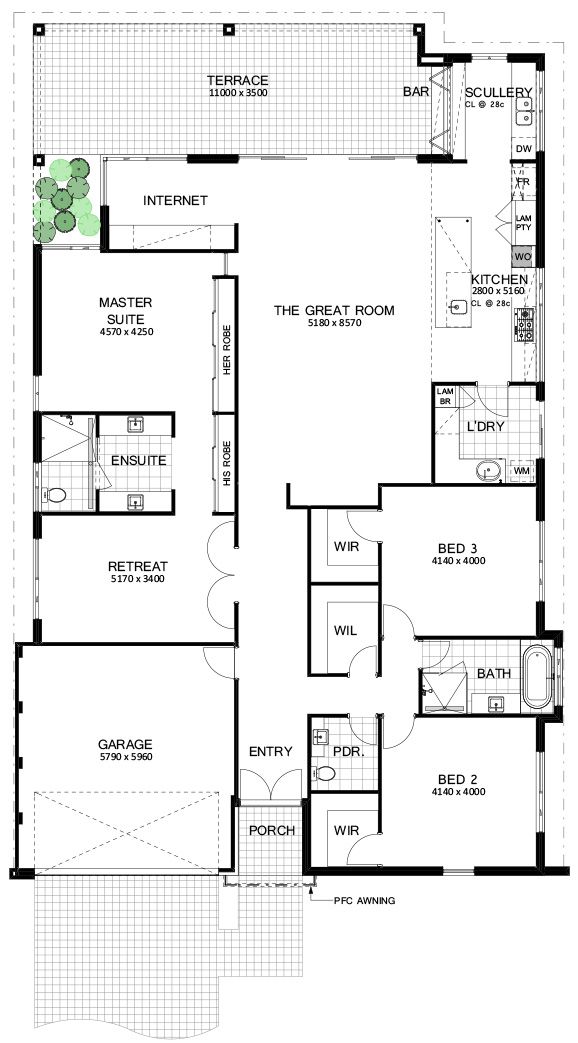 TERRACE
11000 x 3500
BAR
SCULLERY
CL @ 28c
DW
INTERNET
FR
LAM
PTY
WO
MASTER
SUITE
4570 x 4250
HER ROBE
THE GREAT ROOM
5180 x 8570
KITCHEN
2800 x 5160
CL @ 28c
LAM
BR
L'DRY
WM
ENSUITE
HIS ROBE
RETREAT
5170 x 3400
WIR
BED 3
4140 x 4000
WIL
BATH
GARAGE
5790 x 5960
ENTRY
PDR.
BED 2
4140 x 4000
PORCH
WIR
PFC AWNING